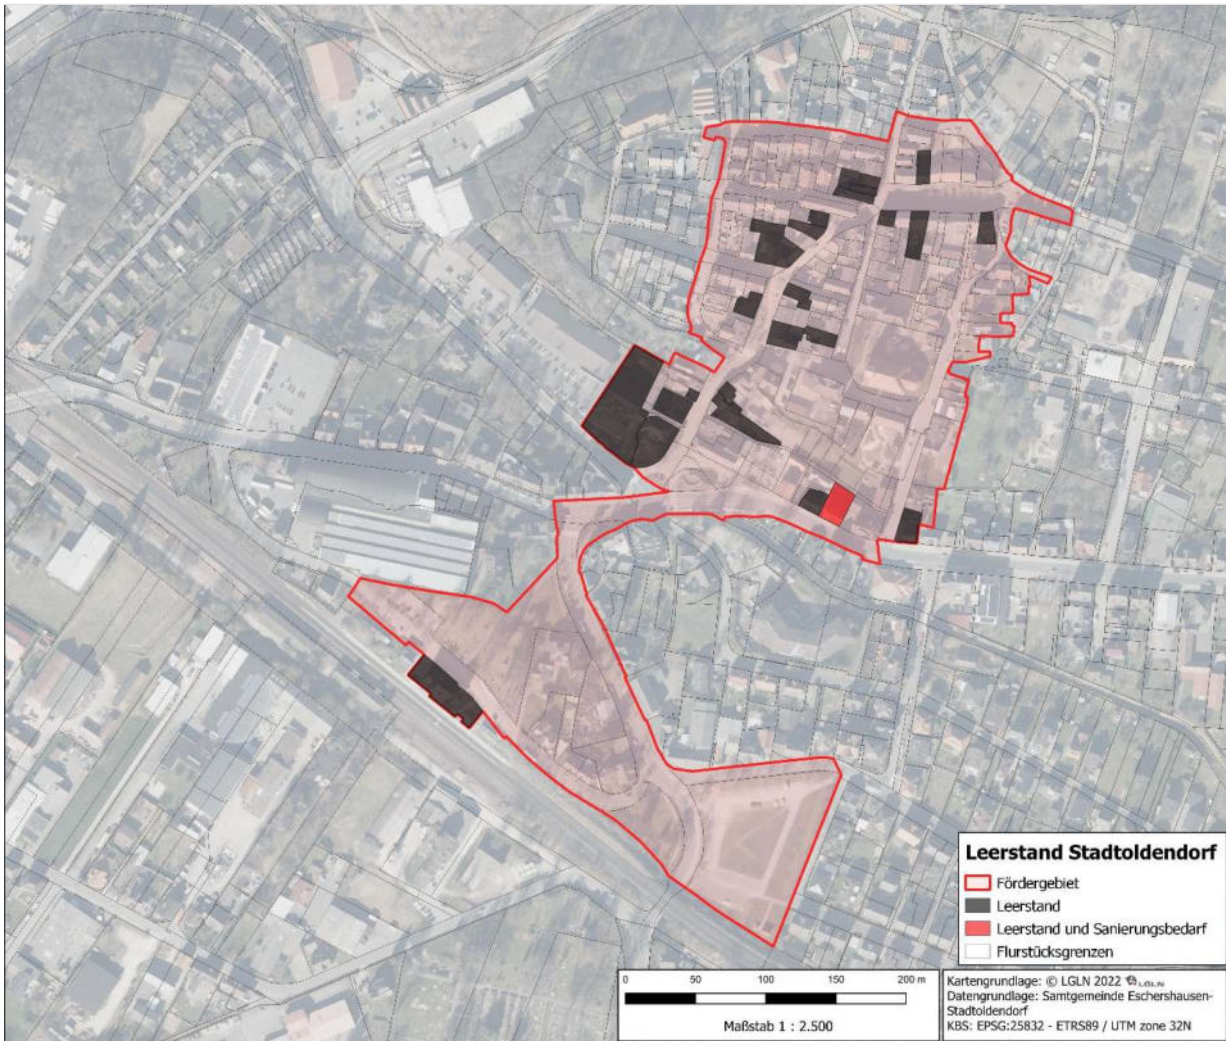 Leerstand Stadtoldendorf
Fördergebiet
Leerstand
Leerstand und Sanierungsbedarf
Flurstücksgrenzen
0 50 100 150 200 m
Maßstab 1 : 2.500
Kartengrundlage: © LGLN 2022 LGLN
Datengrundlage: Samtgemeinde Eschershausen-
Stadtoldendorf
KBS: EPSG:25832 - ETRS89 / UTM zone 32N